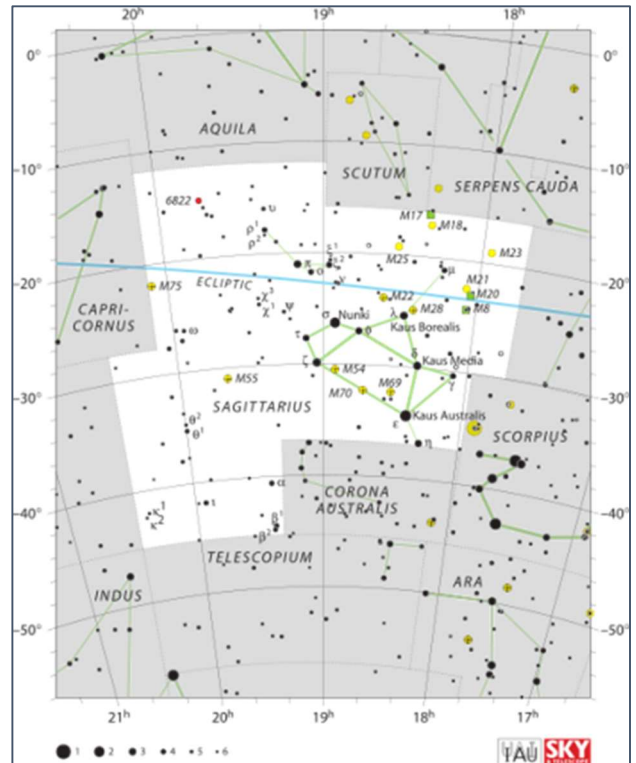 20ʰ 19ʰ 18ʰ
0° 0°
AQUILA
-10° SCUTUM -10°
SERPENS CAUDA
6822 υ M17
M18
ρ¹
ρ² M25 M23
ξ¹
ξ²
π ο μ
-20° ECLIPTIC ν M21 -20°
M75 M20
CAPRI-
CORNUS χ³ M22 M28 M8
χ¹ ψ σ Nunki λ
Kaus Borealis
ω τ φ
δ Kaus Media
ζ M54 γ
-30° M55 M70 M69 -30°
SAGITTARIUS Kaus Australis
ε
θ² η SCORPIUS
θ¹
α CORONA
AUSTRALIS
-40° κ¹ ι β¹ -40°
κ² β²
TELESCOPIUM
INDUS ARA
-50° -50°
21ʰ 20ʰ 19ʰ 18ʰ 17ʰ
1 2 3 4 5 6
IAU SKY